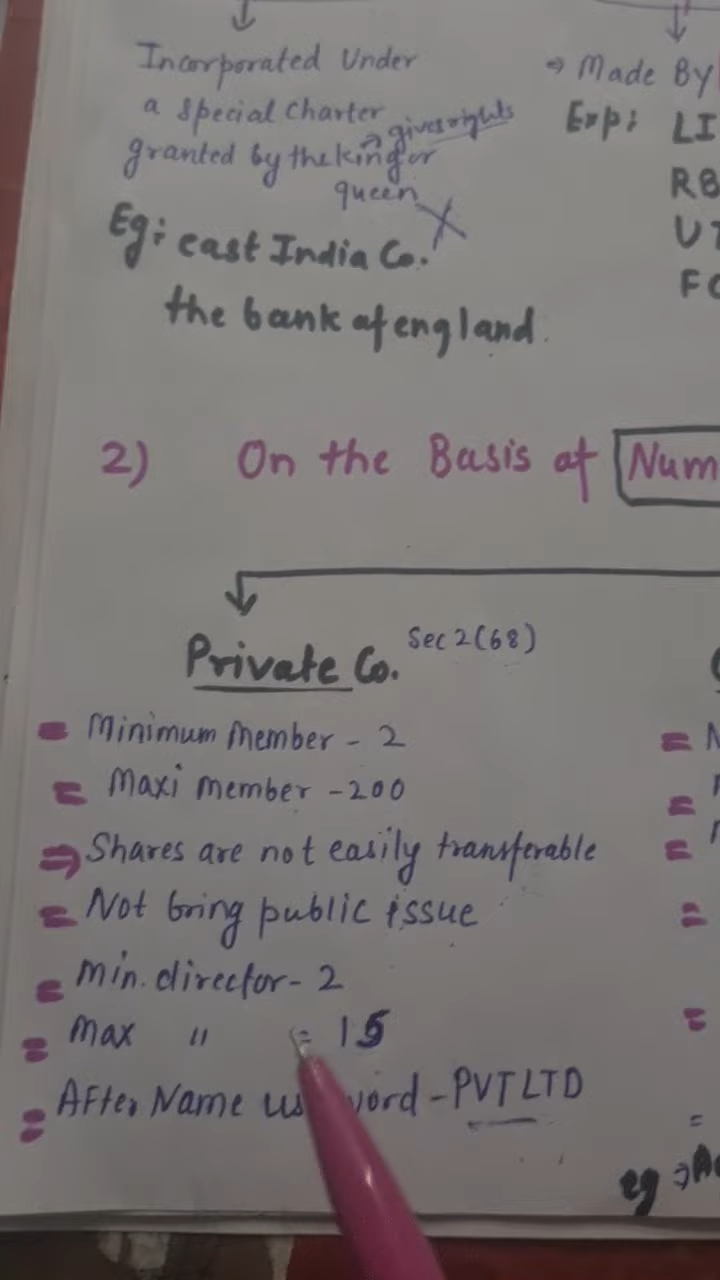 Incorporated Under
a special Charter
→ gives rights
granted by the king or
queen
Eg: east India Co.
the bank of england.
⇒ Made By
Exp: LI
RB
UT
FC
2) On the Basis of Num
Private Co. Sec 2(68)
= Minimum Member - 2
= Maxi member - 200
⇒ Shares are not easily transferable
= Not bring public issue
= Min. director - 2
= Max " = 15
= After Name word - PVT LTD
eg ⇒